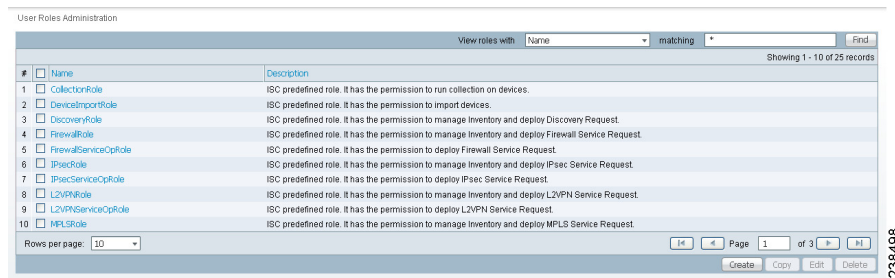 User Roles Administration
View roles with Name matching * Find
Showing 1 - 10 of 25 records
# Name Description
1 CollectionRole ISC predefined role. It has the permission to run collection on devices.
2 DeviceImportRole ISC predefined role. It has the permission to import devices.
3 DiscoveryRole ISC predefined role. It has the permission to manage Inventory and deploy Discovery Request.
4 FirewallRole ISC predefined role. It has the permission to manage Inventory and deploy Firewall Service Request.
5 FirewallServiceOpRole ISC predefined role. It has the permission to deploy Firewall Service Request.
6 IPsecRole ISC predefined role. It has the permission to manage Inventory and deploy IPsec Service Request.
7 IPsecServiceOpRole ISC predefined role. It has the permission to deploy IPsec Service Request.
8 L2VPNRole ISC predefined role. It has the permission to manage Inventory and deploy L2VPN Service Request.
9 L2VPNServiceOpRole ISC predefined role. It has the permission to deploy L2VPN Service Request.
10 MPLSRole ISC predefined role. It has the permission to manage Inventory and deploy MPLS Service Request.
Rows per page: 10 Page 1 of 3
Create Copy Edit Delete